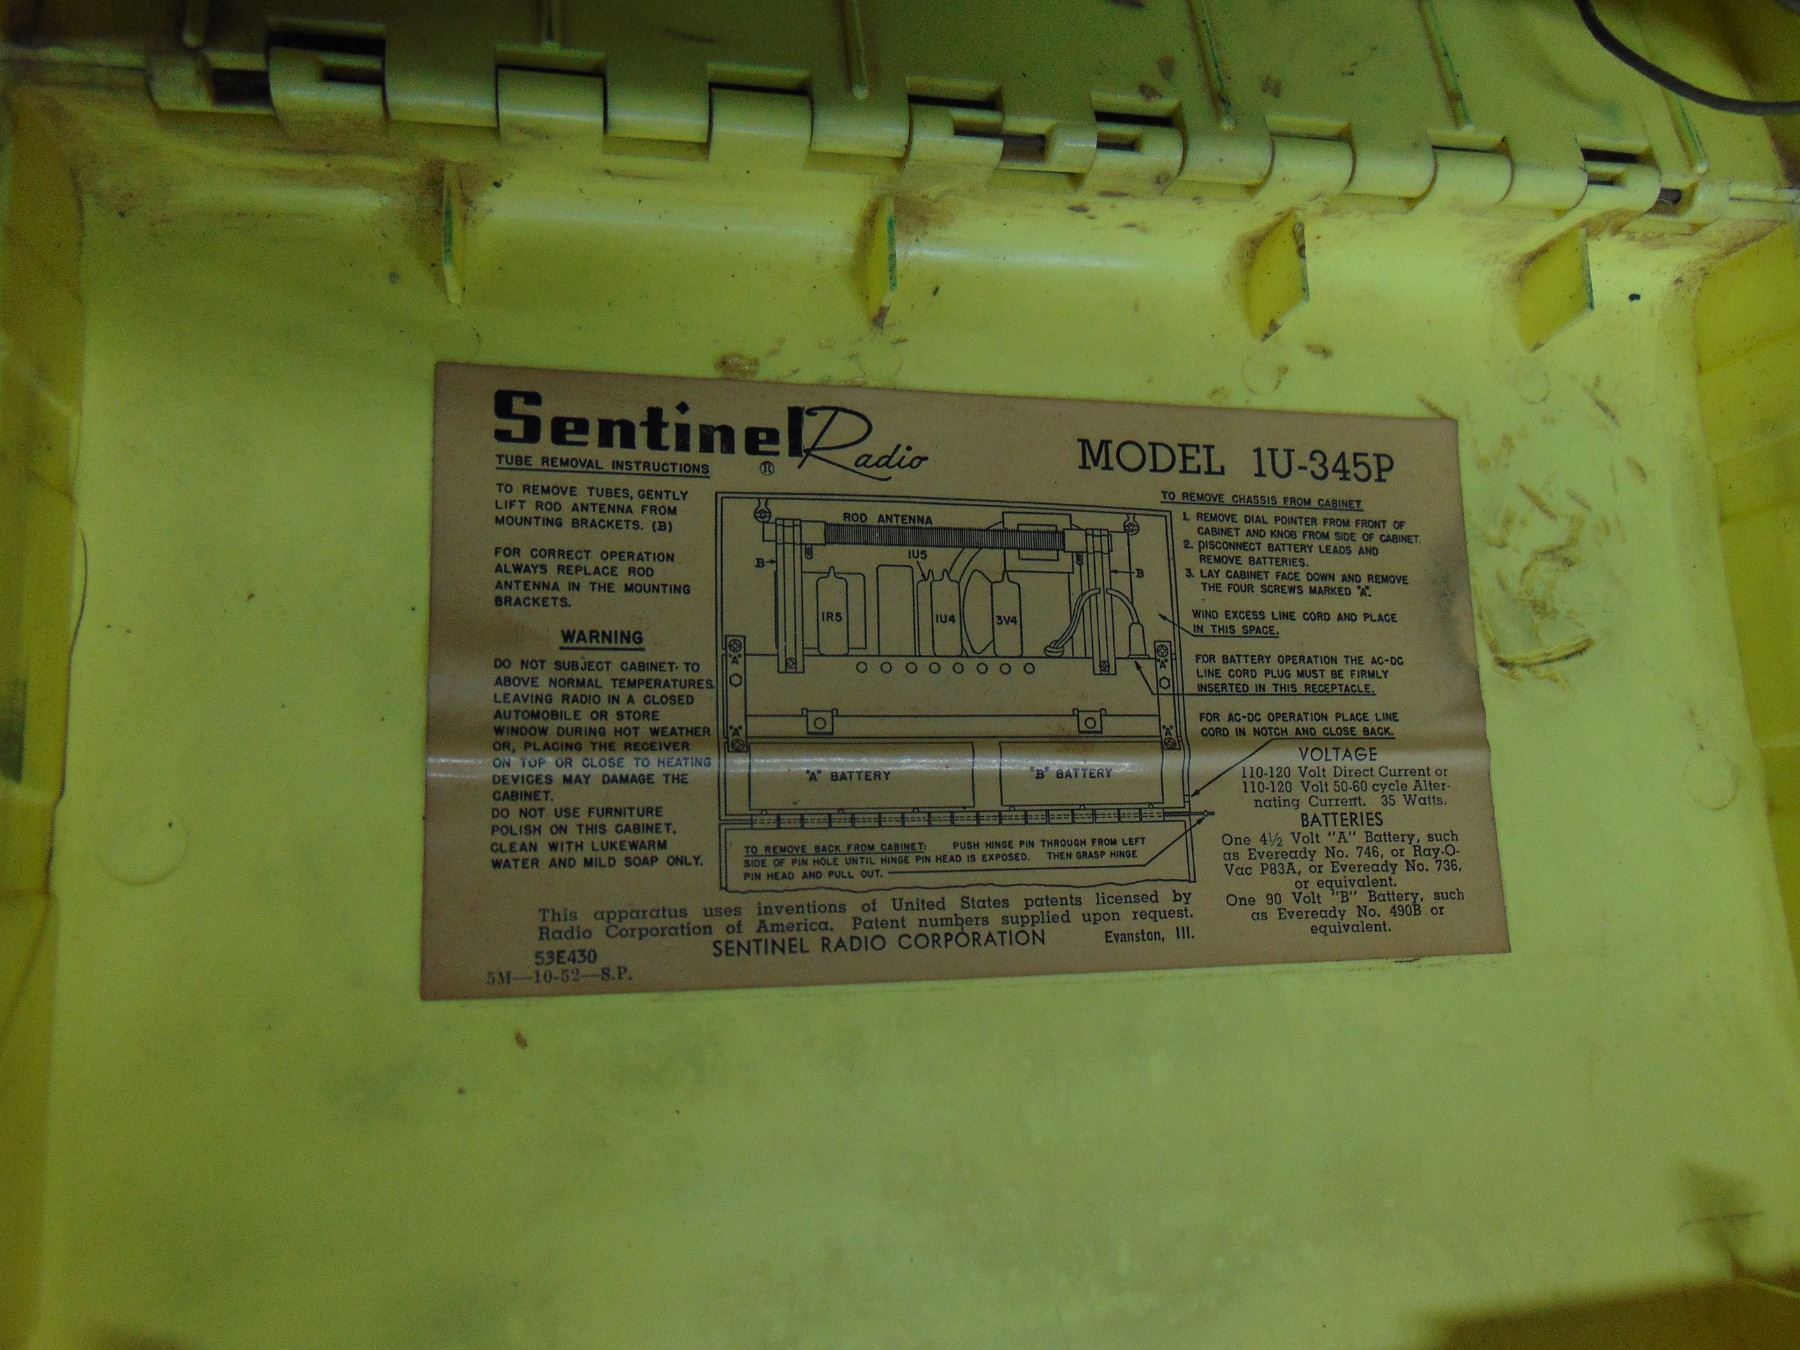 Sentinel Radio
®
MODEL 1U-345P
TUBE REMOVAL INSTRUCTIONS
TO REMOVE TUBES, GENTLY
LIFT ROD ANTENNA FROM
MOUNTING BRACKETS. (B)
FOR CORRECT OPERATION
ALWAYS REPLACE ROD
ANTENNA IN THE MOUNTING
BRACKETS.
WARNING
DO NOT SUBJECT CABINET TO
ABOVE NORMAL TEMPERATURES.
LEAVING RADIO IN A CLOSED
AUTOMOBILE OR STORE
WINDOW DURING HOT WEATHER
OR, PLACING THE RECEIVER
ON TOP OR CLOSE TO HEATING
DEVICES MAY DAMAGE THE
CABINET.
DO NOT USE FURNITURE
POLISH ON THIS CABINET.
CLEAN WITH LUKEWARM
WATER AND MILD SOAP ONLY.
ROD ANTENNA
1U5
B
B
1R5
1U4
3V4
"A"
"A"
"A"
"A"
"A" BATTERY
"B" BATTERY
TO REMOVE BACK FROM CABINET: PUSH HINGE PIN THROUGH FROM LEFT
SIDE OF PIN HOLE UNTIL HINGE PIN HEAD IS EXPOSED. THEN GRASP HINGE
PIN HEAD AND PULL OUT.
TO REMOVE CHASSIS FROM CABINET
1. REMOVE DIAL POINTER FROM FRONT OF
CABINET AND KNOB FROM SIDE OF CABINET.
2. DISCONNECT BATTERY LEADS AND
REMOVE BATTERIES.
3. LAY CABINET FACE DOWN AND REMOVE
THE FOUR SCREWS MARKED "A".
WIND EXCESS LINE CORD AND PLACE
IN THIS SPACE.
FOR BATTERY OPERATION THE AC-DC
LINE CORD PLUG MUST BE FIRMLY
INSERTED IN THIS RECEPTACLE.
FOR AC-DC OPERATION PLACE LINE
CORD IN NOTCH AND CLOSE BACK.
VOLTAGE
110-120 Volt Direct Current or
110-120 Volt 50-60 cycle Alter-
nating Current. 35 Watts.
BATTERIES
One 4½ Volt "A" Battery, such
as Eveready No. 746, or Ray-O-
Vac P83A, or Eveready No. 736,
or equivalent.
One 90 Volt "B" Battery, such
as Eveready No. 490B or
equivalent.
This apparatus uses inventions of United States patents licensed by
Radio Corporation of America. Patent numbers supplied upon request.
SENTINEL RADIO CORPORATION Evanston, Ill.
53E430
5M—10-52—S.P.